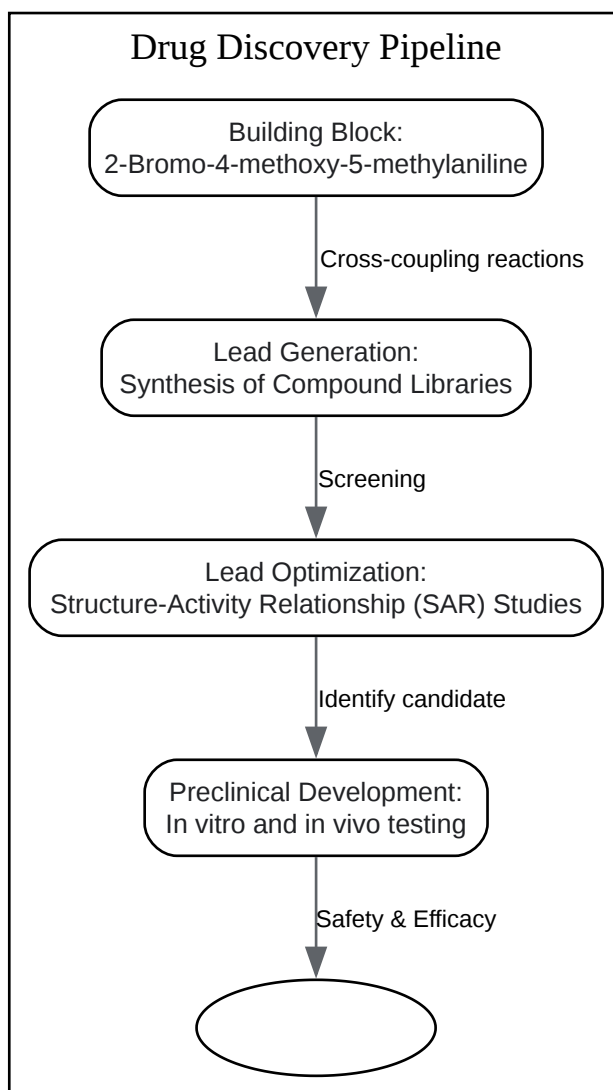 Drug Discovery Pipeline
Building Block:
2-Bromo-4-methoxy-5-methylaniline
Cross-coupling reactions
Lead Generation:
Synthesis of Compound Libraries
Screening
Lead Optimization:
Structure-Activity Relationship (SAR) Studies
Identify candidate
Preclinical Development:
In vitro and in vivo testing
Safety & Efficacy